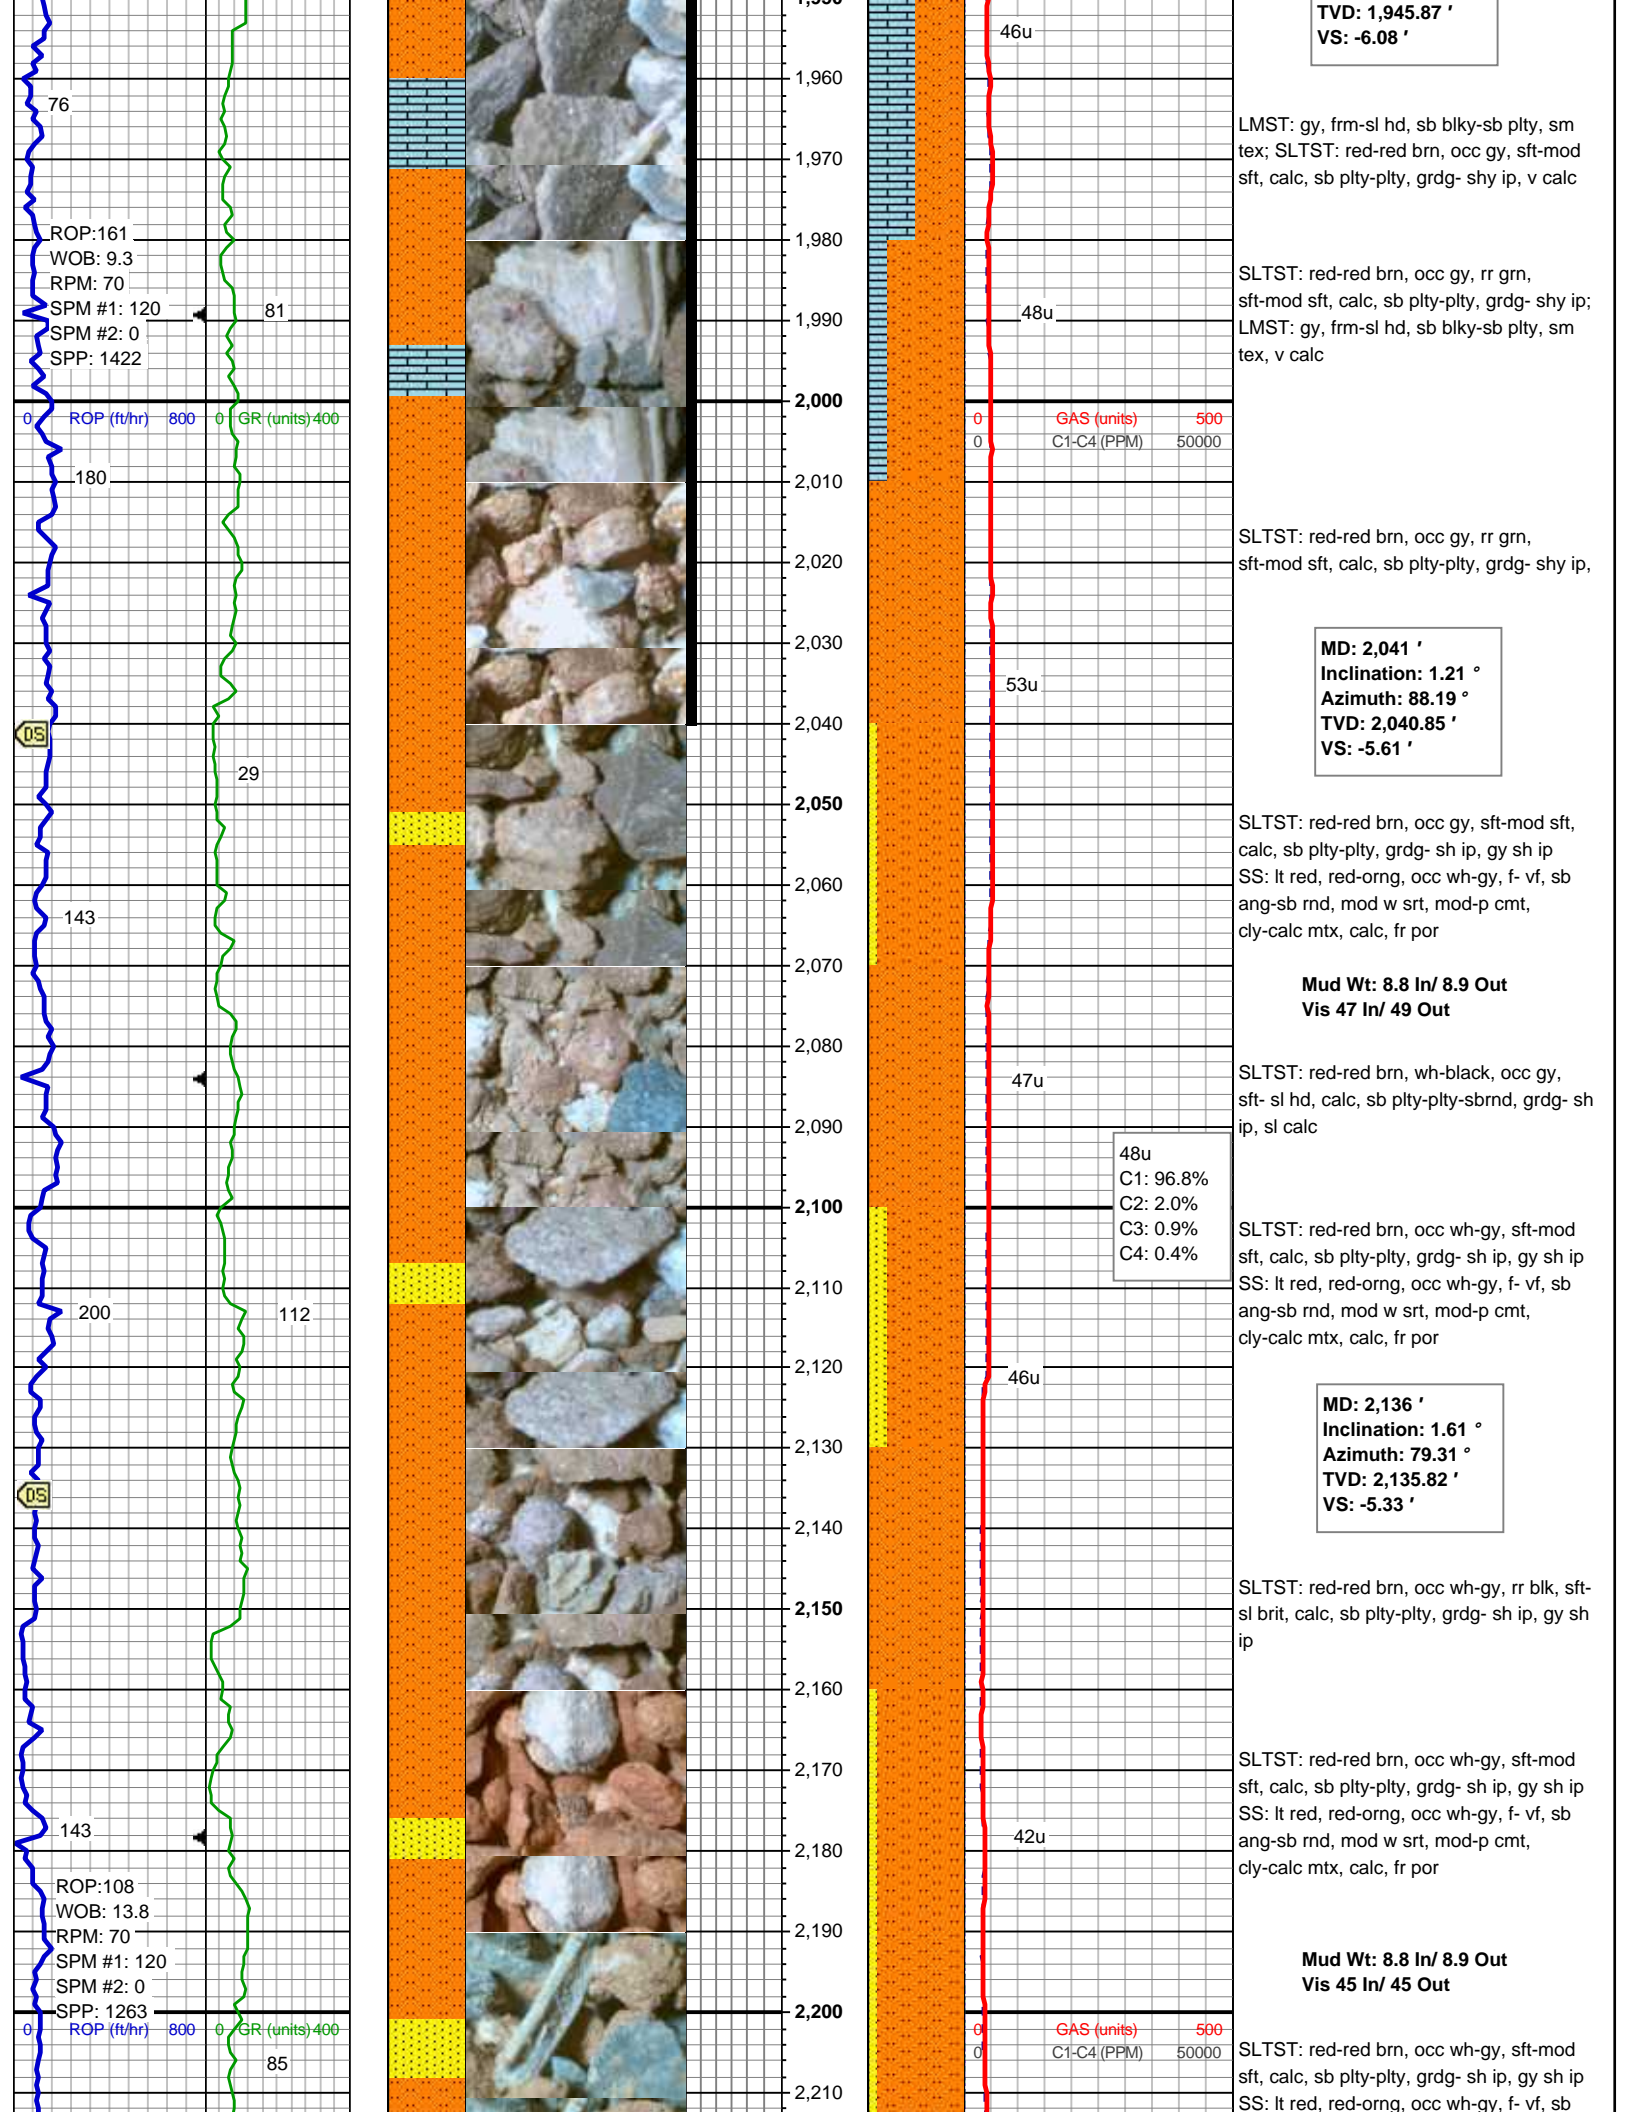 1,950
TVD: 1,945.87 '
VS: -6.08 '
46u
1,960
76
LMST: gy, frm-sl hd, sb blky-sb plty, sm
tex; SLTST: red-red brn, occ gy, sft-mod
sft, calc, sb plty-plty, grdg- shy ip, v calc
1,970
ROP:161
WOB: 9.3
RPM: 70
SPM #1: 120
SPM #2: 0
SPP: 1422
1,980
81
SLTST: red-red brn, occ gy, rr grn,
sft-mod sft, calc, sb plty-plty, grdg- shy ip;
LMST: gy, frm-sl hd, sb blky-sb plty, sm
tex, v calc
48u
1,990
2,000
0 ROP (ft/hr) 800 0 GR (units) 400
0 GAS (units) 500
0 C1-C4 (PPM) 50000
180
2,010
SLTST: red-red brn, occ gy, rr grn,
sft-mod sft, calc, sb plty-plty, grdg- shy ip,
2,020
2,030
MD: 2,041 '
Inclination: 1.21 °
Azimuth: 88.19 °
TVD: 2,040.85 '
VS: -5.61 '
53u
2,040
DS
29
2,050
SLTST: red-red brn, occ gy, sft-mod sft,
calc, sb plty-plty, grdg- sh ip, gy sh ip
SS: lt red, red-orng, occ wh-gy, f- vf, sb
ang-sb rnd, mod w srt, mod-p cmt,
cly-calc mtx, calc, fr por
2,060
143
2,070
Mud Wt: 8.8 In/ 8.9 Out
Vis 47 In/ 49 Out
2,080
47u
SLTST: red-red brn, wh-black, occ gy,
sft- sl hd, calc, sb plty-plty-sbrnd, grdg- sh
ip, sl calc
2,090
48u
C1: 96.8%
C2: 2.0%
C3: 0.9%
C4: 0.4%
2,100
SLTST: red-red brn, occ wh-gy, sft-mod
sft, calc, sb plty-plty, grdg- sh ip, gy sh ip
SS: lt red, red-orng, occ wh-gy, f- vf, sb
ang-sb rnd, mod w srt, mod-p cmt,
cly-calc mtx, calc, fr por
2,110
200
112
2,120
46u
MD: 2,136 '
Inclination: 1.61 °
Azimuth: 79.31 °
TVD: 2,135.82 '
VS: -5.33 '
2,130
DS
2,140
SLTST: red-red brn, occ wh-gy, rr blk, sft-
sl brit, calc, sb plty-plty, grdg- sh ip, gy sh
ip
2,150
2,160
2,170
SLTST: red-red brn, occ wh-gy, sft-mod
sft, calc, sb plty-plty, grdg- sh ip, gy sh ip
SS: lt red, red-orng, occ wh-gy, f- vf, sb
ang-sb rnd, mod w srt, mod-p cmt,
cly-calc mtx, calc, fr por
143
42u
2,180
ROP:108
WOB: 13.8
RPM: 70
SPM #1: 120
SPM #2: 0
SPP: 1263
2,190
Mud Wt: 8.8 In/ 8.9 Out
Vis 45 In/ 45 Out
2,200
0 ROP (ft/hr) 800 0 GR (units) 400
0 GAS (units) 500
0 C1-C4 (PPM) 50000
85
2,210
SLTST: red-red brn, occ wh-gy, sft-mod
sft, calc, sb plty-plty, grdg- sh ip, gy sh ip
SS: lt red, red-orng, occ wh-gy, f- vf, sb